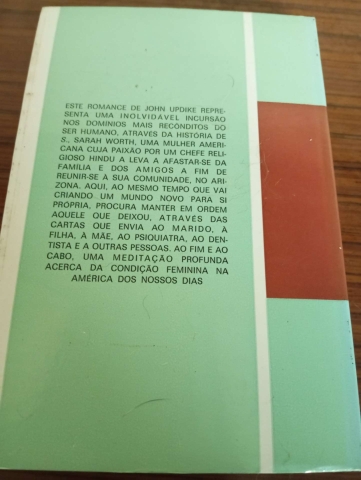 ESTE ROMANCE DE JOHN UPDIKE REPRE-
SENTA UMA INOLVIDÁVEL INCURSÃO
NOS DOMINIOS MAIS RECÔNDITOS DO
SER HUMANO, ATRAVES DA HISTÓRIA DE
S., SARAH WORTH, UMA MULHER AMERI-
CANA CUJA PAIXÃO POR UM CHEFE RELI-
GIOSO HINDU A LEVA A AFASTAR-SE DA
FAMILIA E DOS AMIGOS A FIM DE
REUNIR-SE À SUA COMUNIDADE, NO ARI-
ZONA. AQUI, AO MESMO TEMPO QUE VAI
CRIANDO UM MUNDO NOVO PARA SI
PRÓPRIA, PROCURA MANTER EM ORDEM
AQUELE QUE DEIXOU, ATRAVÉS DAS
CARTAS QUE ENVIA AO MARIDO, À
FILHA, À MÃE, AO PSIQUIATRA, AO DEN-
TISTA E A OUTRAS PESSOAS. AO FIM E AO
CABO, UMA MEDITAÇÃO PROFUNDA
ACERCA DA CONDIÇÃO FEMININA NA
AMÉRICA DOS NOSSOS DIAS